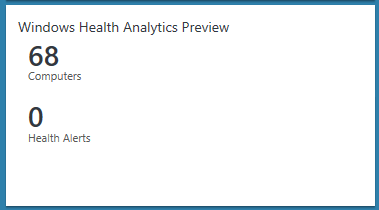 Windows Health Analytics Preview
68
Computers
0
Health Alerts